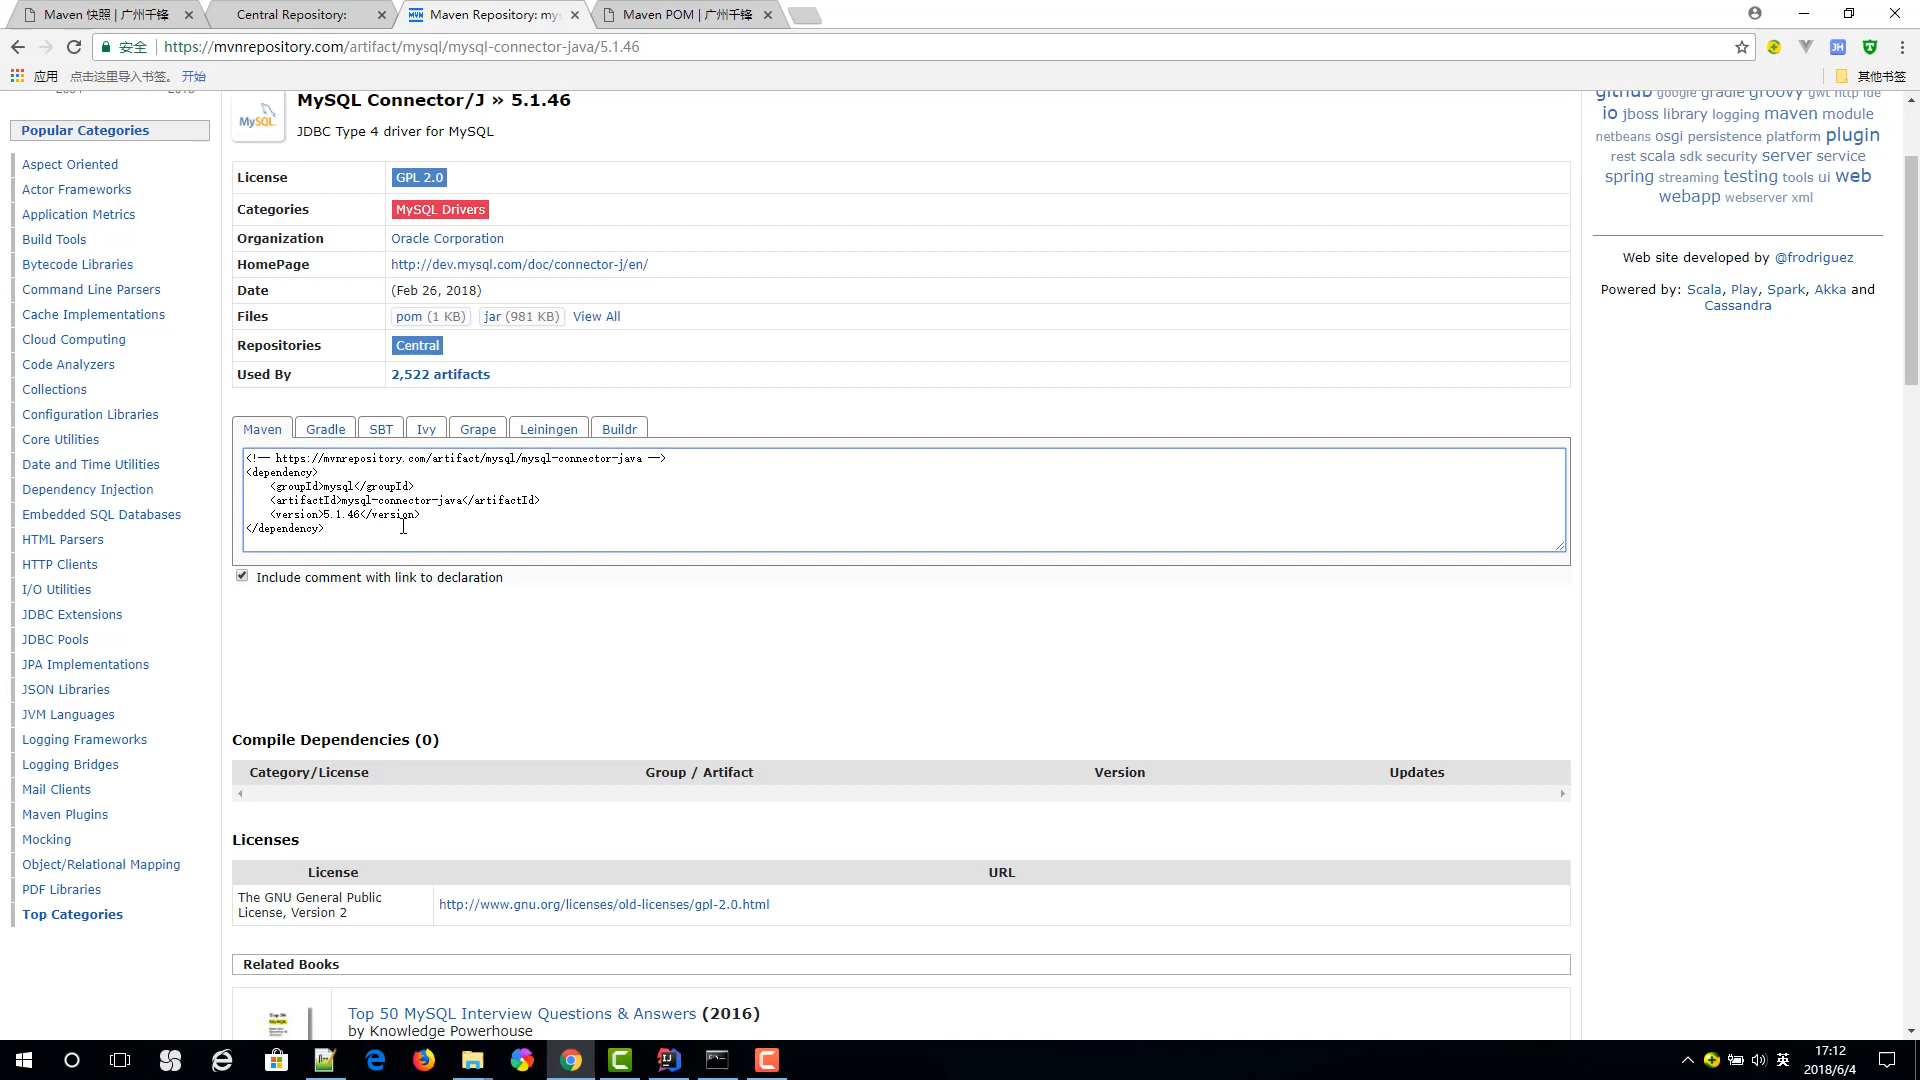 Maven 快照 | 广州千锋
Central Repository:
Maven Repository: mys
Maven POM | 广州千锋
安全
https://mvnrepository.com/artifact/mysql/mysql-connector-java/5.1.46
应用
点击这里导入书签。
开始
其他书签
Popular Categories
Aspect Oriented
Actor Frameworks
Application Metrics
Build Tools
Bytecode Libraries
Command Line Parsers
Cache Implementations
Cloud Computing
Code Analyzers
Collections
Configuration Libraries
Core Utilities
Date and Time Utilities
Dependency Injection
Embedded SQL Databases
HTML Parsers
HTTP Clients
I/O Utilities
JDBC Extensions
JDBC Pools
JPA Implementations
JSON Libraries
JVM Languages
Logging Frameworks
Logging Bridges
Mail Clients
Maven Plugins
Mocking
Object/Relational Mapping
PDF Libraries
Top Categories
MySQL
MySQL Connector/J » 5.1.46
JDBC Type 4 driver for MySQL
License GPL 2.0
Categories MySQL Drivers
Organization Oracle Corporation
HomePage http://dev.mysql.com/doc/connector-j/en/
Date (Feb 26, 2018)
Files pom (1 KB) jar (981 KB) View All
Repositories Central
Used By 2,522 artifacts
Maven Gradle SBT Ivy Grape Leiningen Buildr
<!-- https://mvnrepository.com/artifact/mysql/mysql-connector-java -->
<dependency>
<groupId>mysql</groupId>
<artifactId>mysql-connector-java</artifactId>
<version>5.1.46</version>
</dependency>
Include comment with link to declaration
Compile Dependencies (0)
Category/License Group / Artifact Version Updates
Licenses
License URL
The GNU General Public
License, Version 2
http://www.gnu.org/licenses/old-licenses/gpl-2.0.html
Related Books
Top 50 MySQL Interview Questions & Answers (2016)
by Knowledge Powerhouse
github google gradle groovy gwt http ide
io jboss library logging maven module
netbeans osgi persistence platform plugin
rest scala sdk security server service
spring streaming testing tools ui web
webapp webserver xml
Web site developed by @frodriguez
Powered by: Scala, Play, Spark, Akka and
Cassandra
英
17:12
2018/6/4